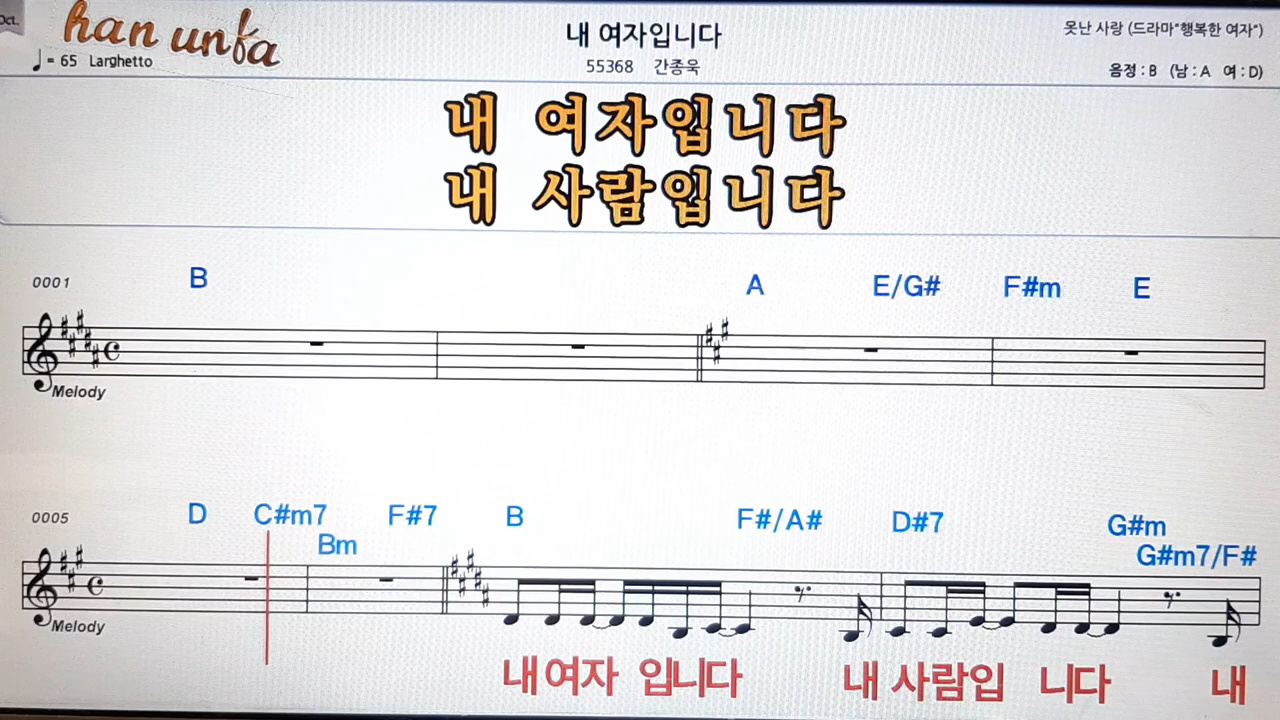 Oct.
han unfa
내 여자입니다
못난 사랑 (드라마"행복한 여자")
♩= 65 Larghetto
55368 간종욱
음정 : B (남 : A 여 : D)
내 여자입니다
내 사람입니다
0001 B A E/G# F#m E
Melody
0005 D C#m7 Bm F#7 B F#/A# D#7 G#m G#m7/F#
Melody
내여자 입니다 내 사람입 니다 내